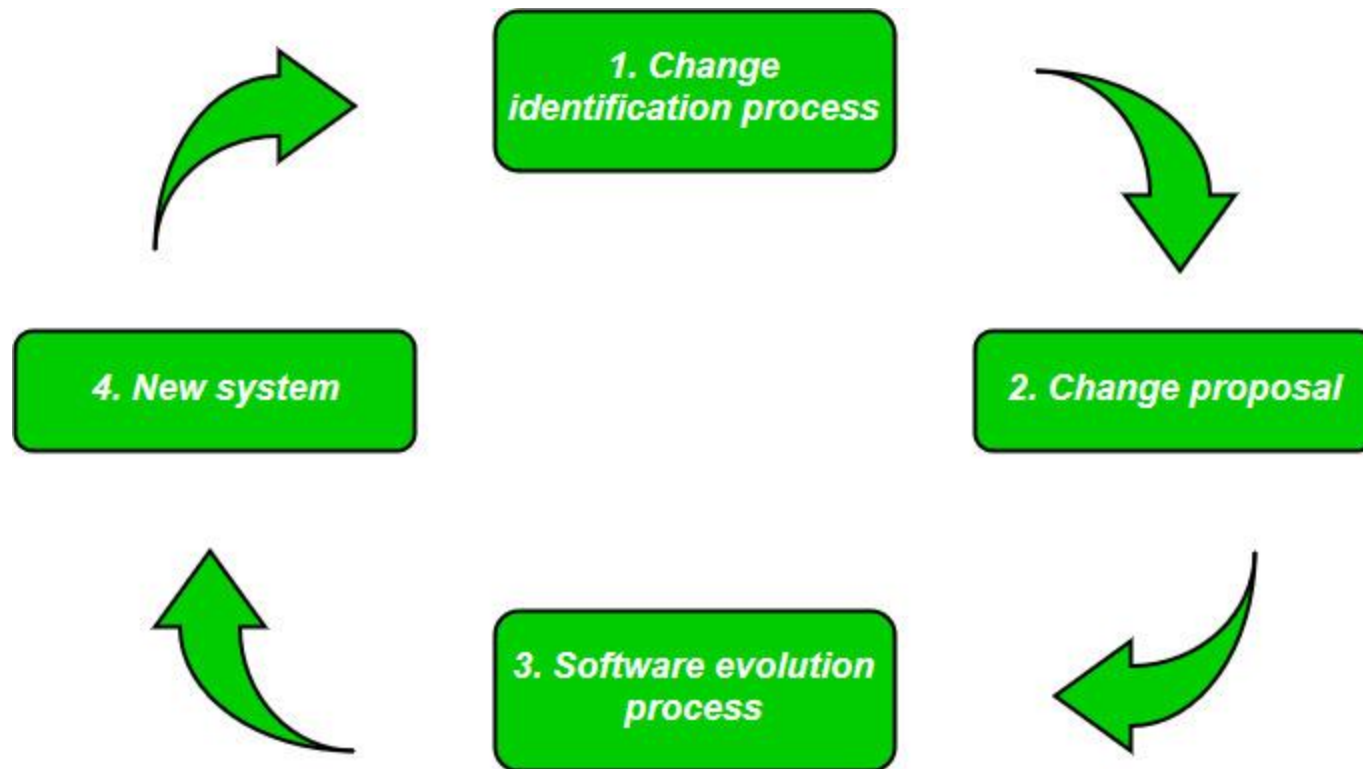 1. Change
identification process
4. New system
2. Change proposal
3. Software evolution
process